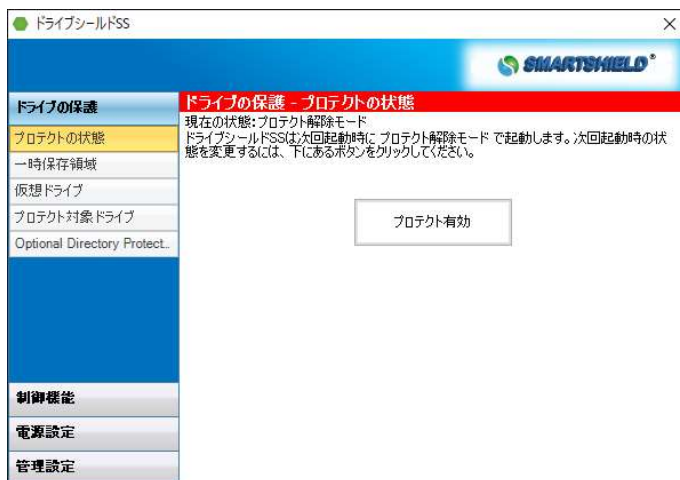 ドライブシールドSS
SMARTSHIELD®
ドライブの保護
プロテクトの状態
一時保存領域
仮想ドライブ
プロテクト対象ドライブ
Optional Directory Protect..
制御機能
電源設定
管理設定
ドライブの保護 - プロテクトの状態
現在の状態:プロテクト解除モード
ドライブシールドSSは次回起動時に プロテクト解除モード で起動します。次回起動時の状
態を変更するには、下にあるボタンをクリックしてください。
プロテクト有効